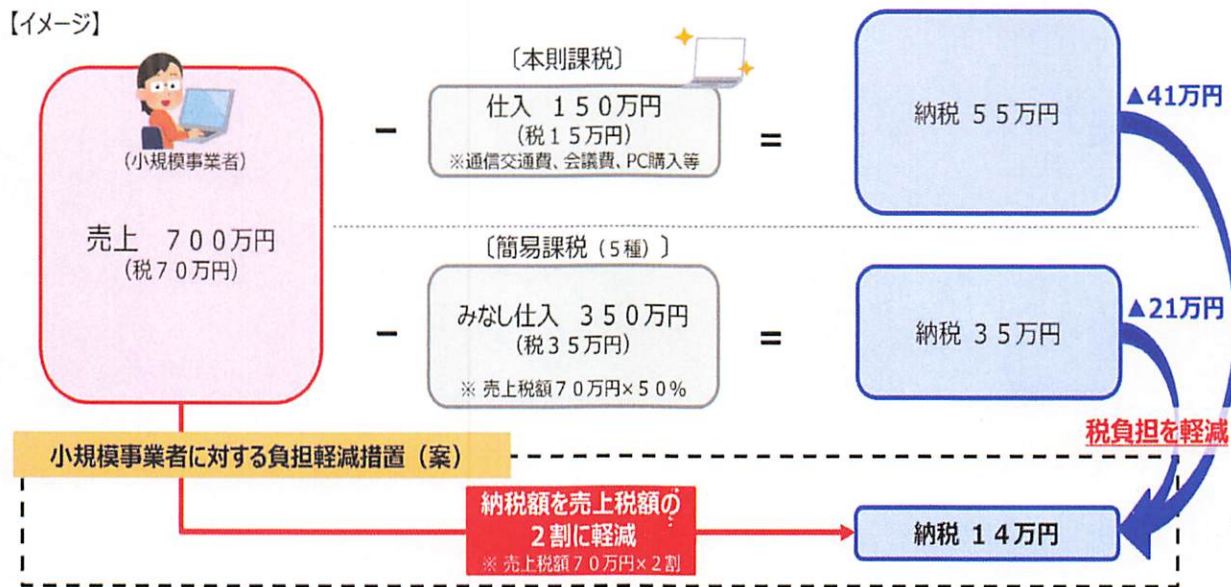 【イメージ】
(小規模事業者)
売上　７００万円
(税７０万円)
−
〔本則課税〕
仕入　１５０万円
(税１５万円)
※通信交通費、会議費、PC購入等
=
納税 ５５万円
▲41万円
〔簡易課税（５種）〕
−
みなし仕入　３５０万円
(税３５万円)
※ 売上税額７０万円×５０％
=
納税 ３５万円
▲21万円
税負担を軽減
小規模事業者に対する負担軽減措置（案）
納税額を売上税額の
２割に軽減
※ 売上税額７０万円×２割
納税 １４万円